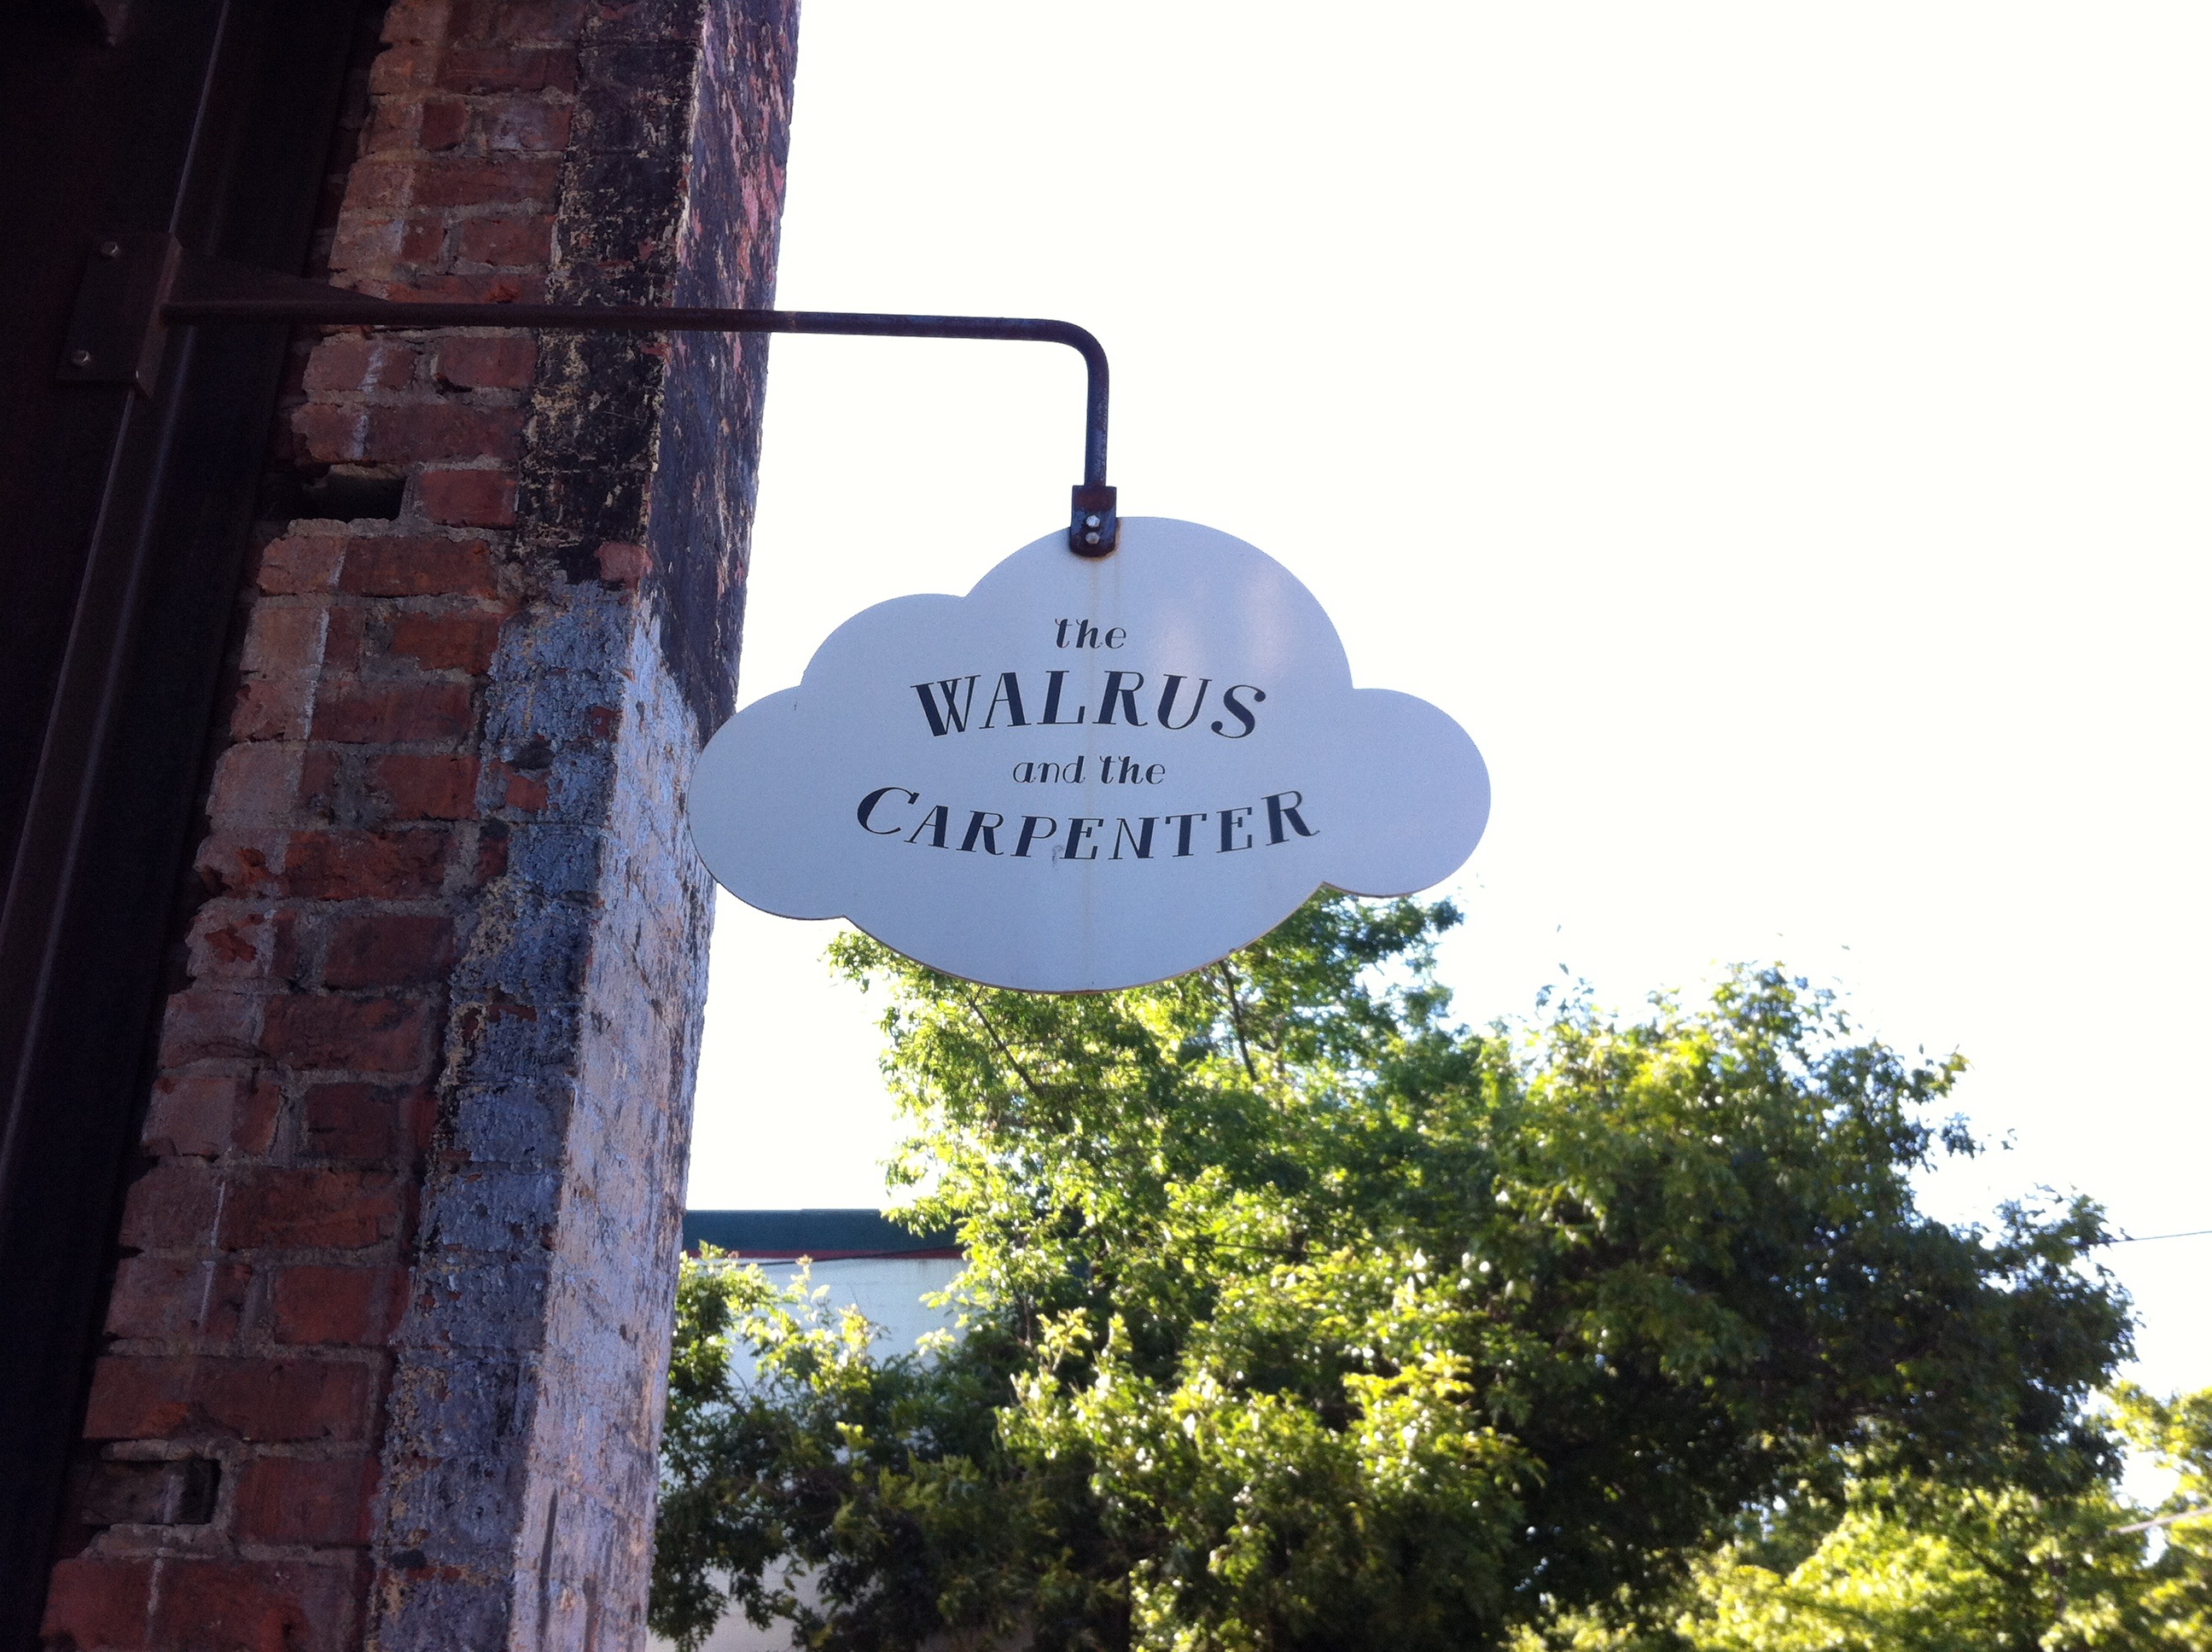 the
WALRUS
and the
CARPENTER